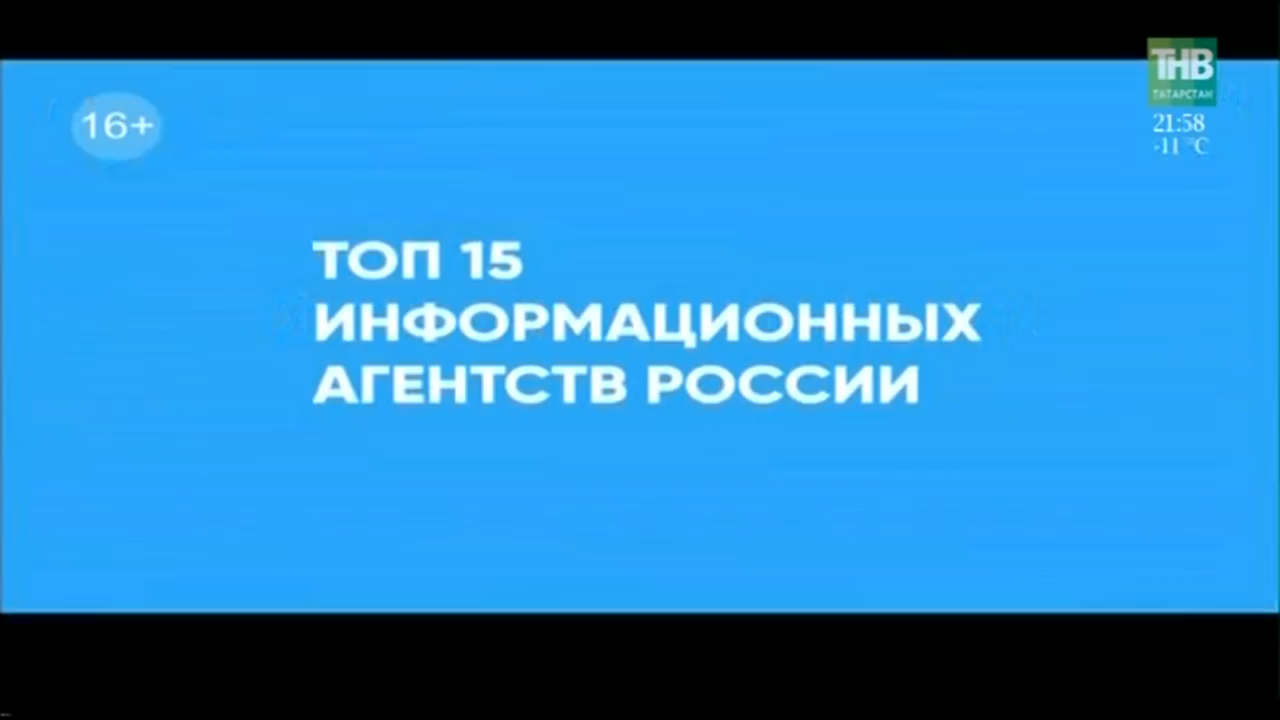 ТНВ
ТАТАРСТАН
16+
21:58
-11 °C
ТОП 15
ИНФОРМАЦИОННЫХ
АГЕНТСТВ РОССИИ